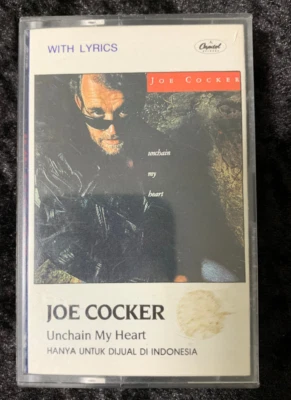 WITH LYRICS
Capitol
JOE COCKER
unchain
my
heart
JOE COCKER
Unchain My Heart
HANYA UNTUK DIJUAL DI INDONESIA